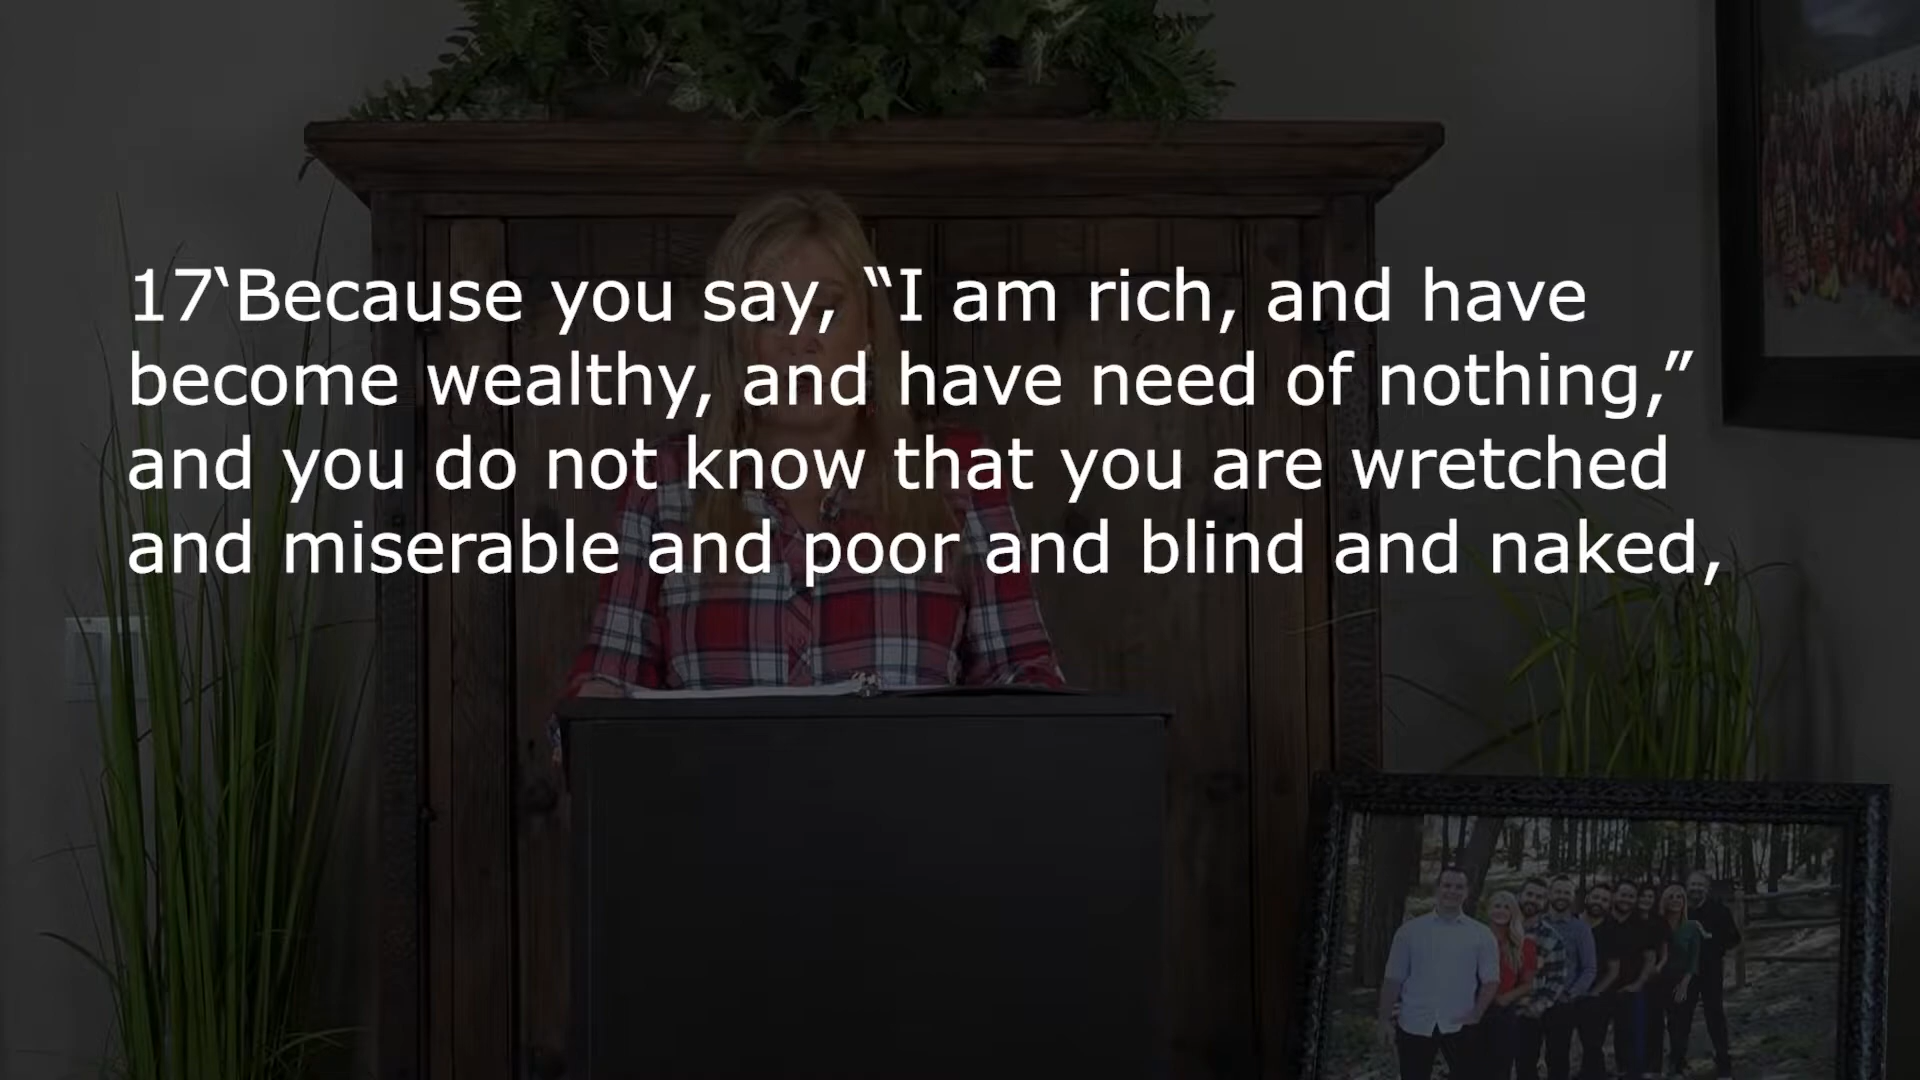 17‘Because you say, “I am rich, and have
become wealthy, and have need of nothing,”
and you do not know that you are wretched
and miserable and poor and blind and naked,